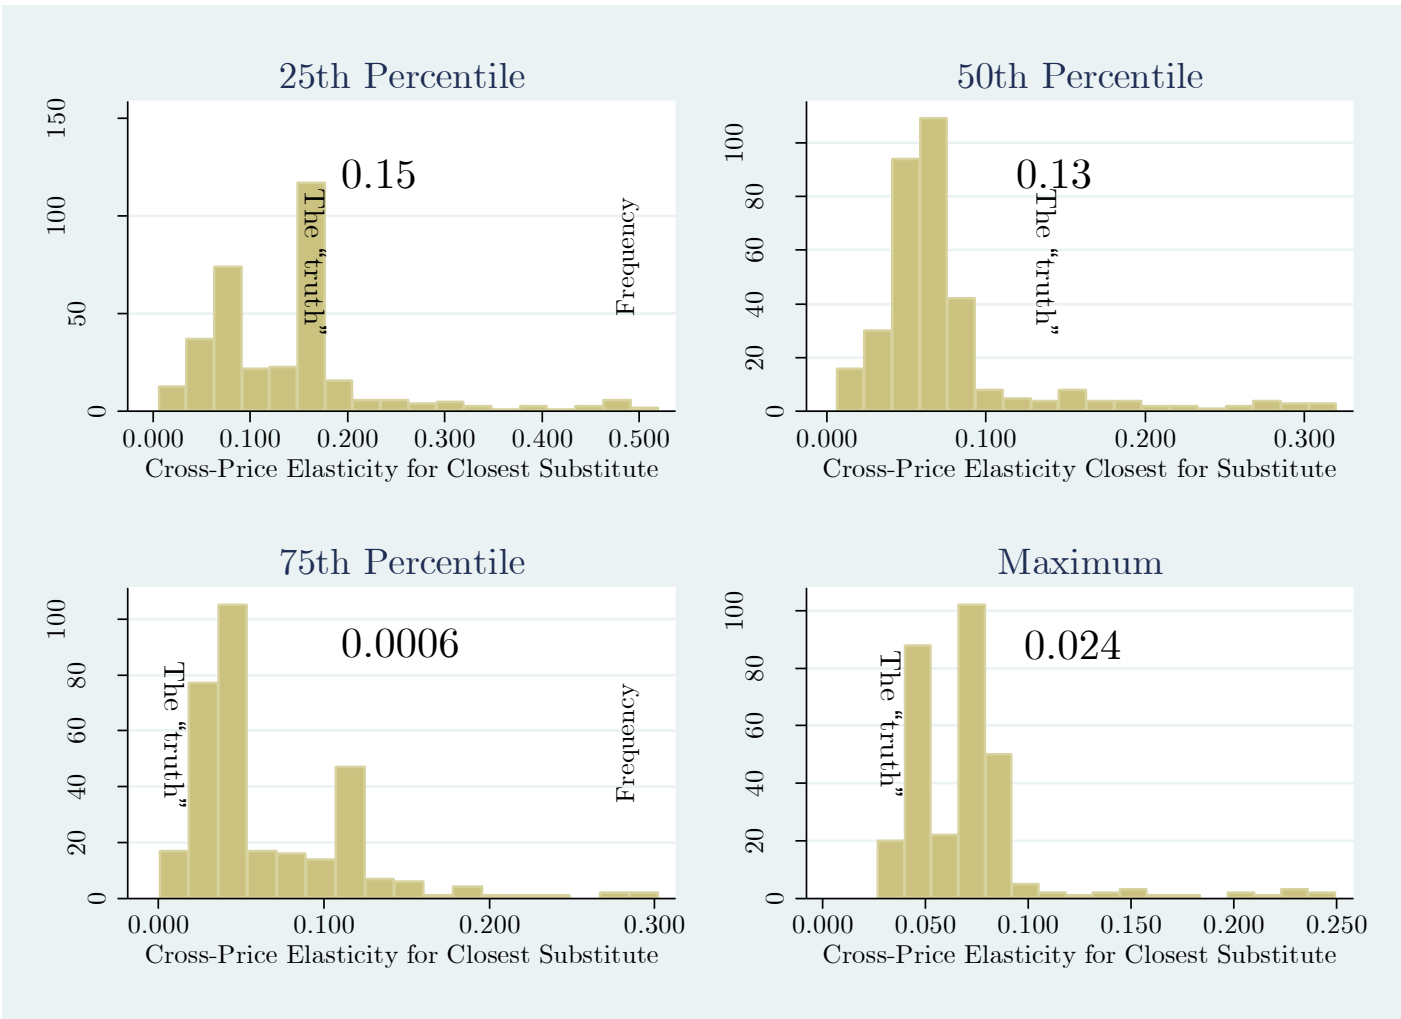 25th Percentile
150
100
50
0
0.15
The “truth”
Frequency
0.000 0.100 0.200 0.300 0.400 0.500
Cross-Price Elasticity for Closest Substitute
50th Percentile
100
80
60
40
20
0
0.13
The “truth”
0.000 0.100 0.200 0.300
Cross-Price Elasticity Closest for Substitute
75th Percentile
100
80
60
40
20
0
0.0006
The “truth”
Frequency
0.000 0.100 0.200 0.300
Cross-Price Elasticity for Closest Substitute
Maximum
100
80
60
40
20
0
0.024
The “truth”
0.000 0.050 0.100 0.150 0.200 0.250
Cross-Price Elasticity for Closest Substitute